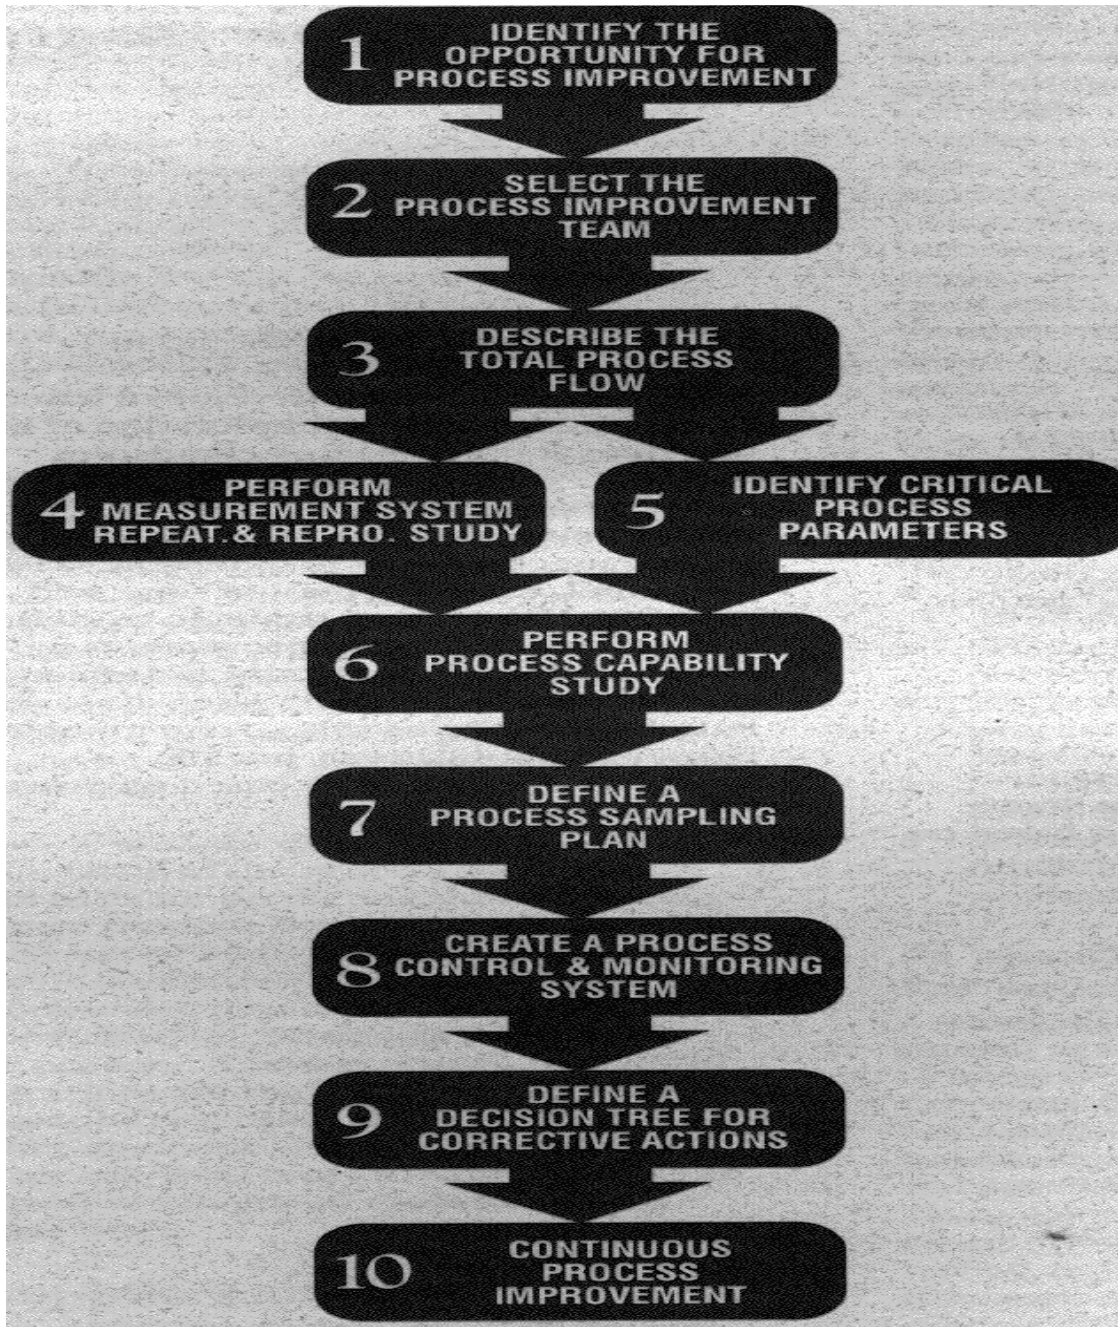 1
IDENTIFY THE
OPPORTUNITY FOR
PROCESS IMPROVEMENT
2
SELECT THE
PROCESS IMPROVEMENT
TEAM
3
DESCRIBE THE
TOTAL PROCESS
FLOW
4
PERFORM
MEASUREMENT SYSTEM
REPEAT.& REPRO. STUDY
5
IDENTIFY CRITICAL
PROCESS
PARAMETERS
6
PERFORM
PROCESS CAPABILITY
STUDY
7
DEFINE A
PROCESS SAMPLING
PLAN
8
CREATE A PROCESS
CONTROL & MONITORING
SYSTEM
9
DEFINE A
DECISION TREE FOR
CORRECTIVE ACTIONS
10
CONTINUOUS
PROCESS
IMPROVEMENT